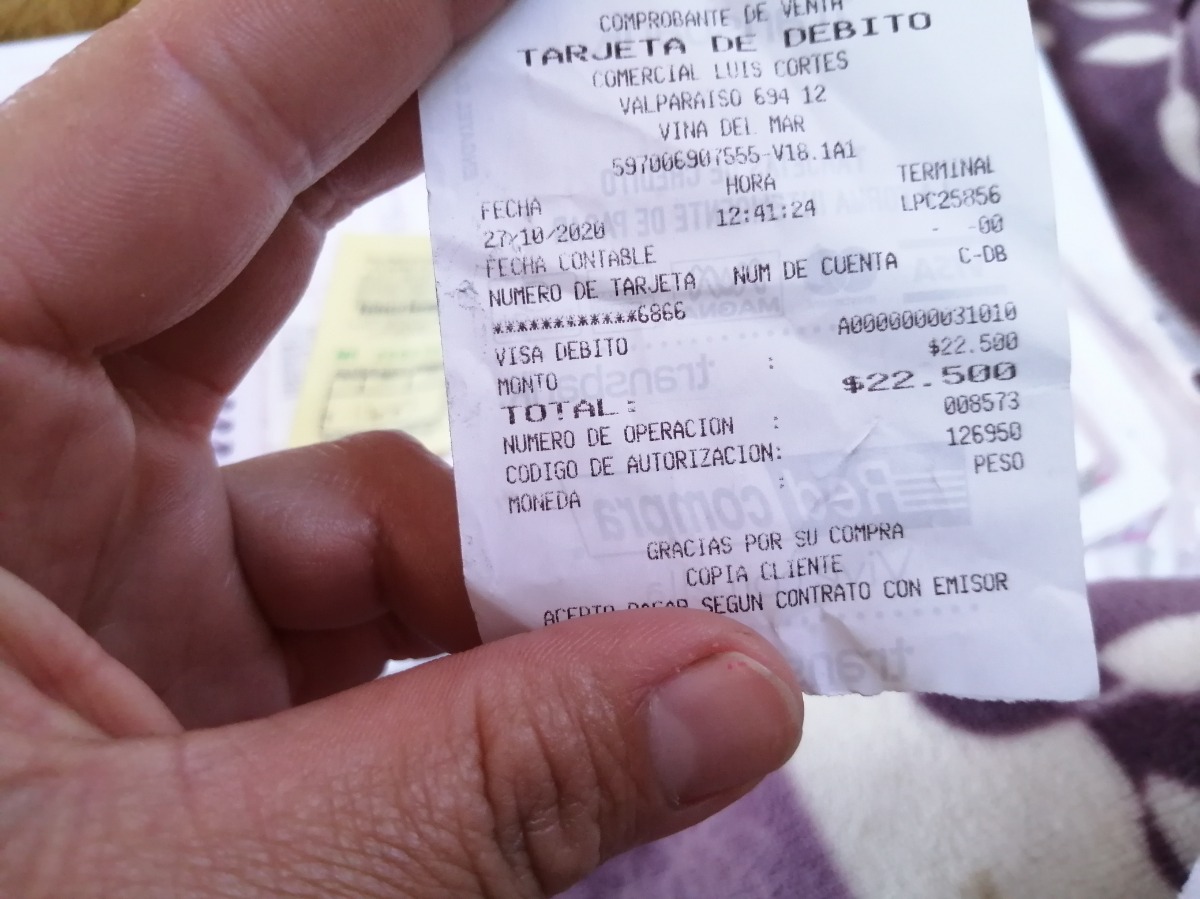 COMPROBANTE DE VENTA
TARJETA DE DEBITO
COMERCIAL LUIS CORTES
VALPARAISO 694 12
VINA DEL MAR
597006907555-V18.1A1
FECHA HORA TERMINAL
27/10/2020 12:41:24 LPC25856
FECHA CONTABLE - -00
NUMERO DE TARJETA NUM DE CUENTA C-DB
************6866
VISA DEBITO A0000000031010
MONTO : $22.500
TOTAL: $22.500
NUMERO DE OPERACION : 008573
CODIGO DE AUTORIZACION: 126950
MONEDA : PESO
GRACIAS POR SU COMPRA
COPIA CLIENTE
ACEPTO PAGAR SEGUN CONTRATO CON EMISOR